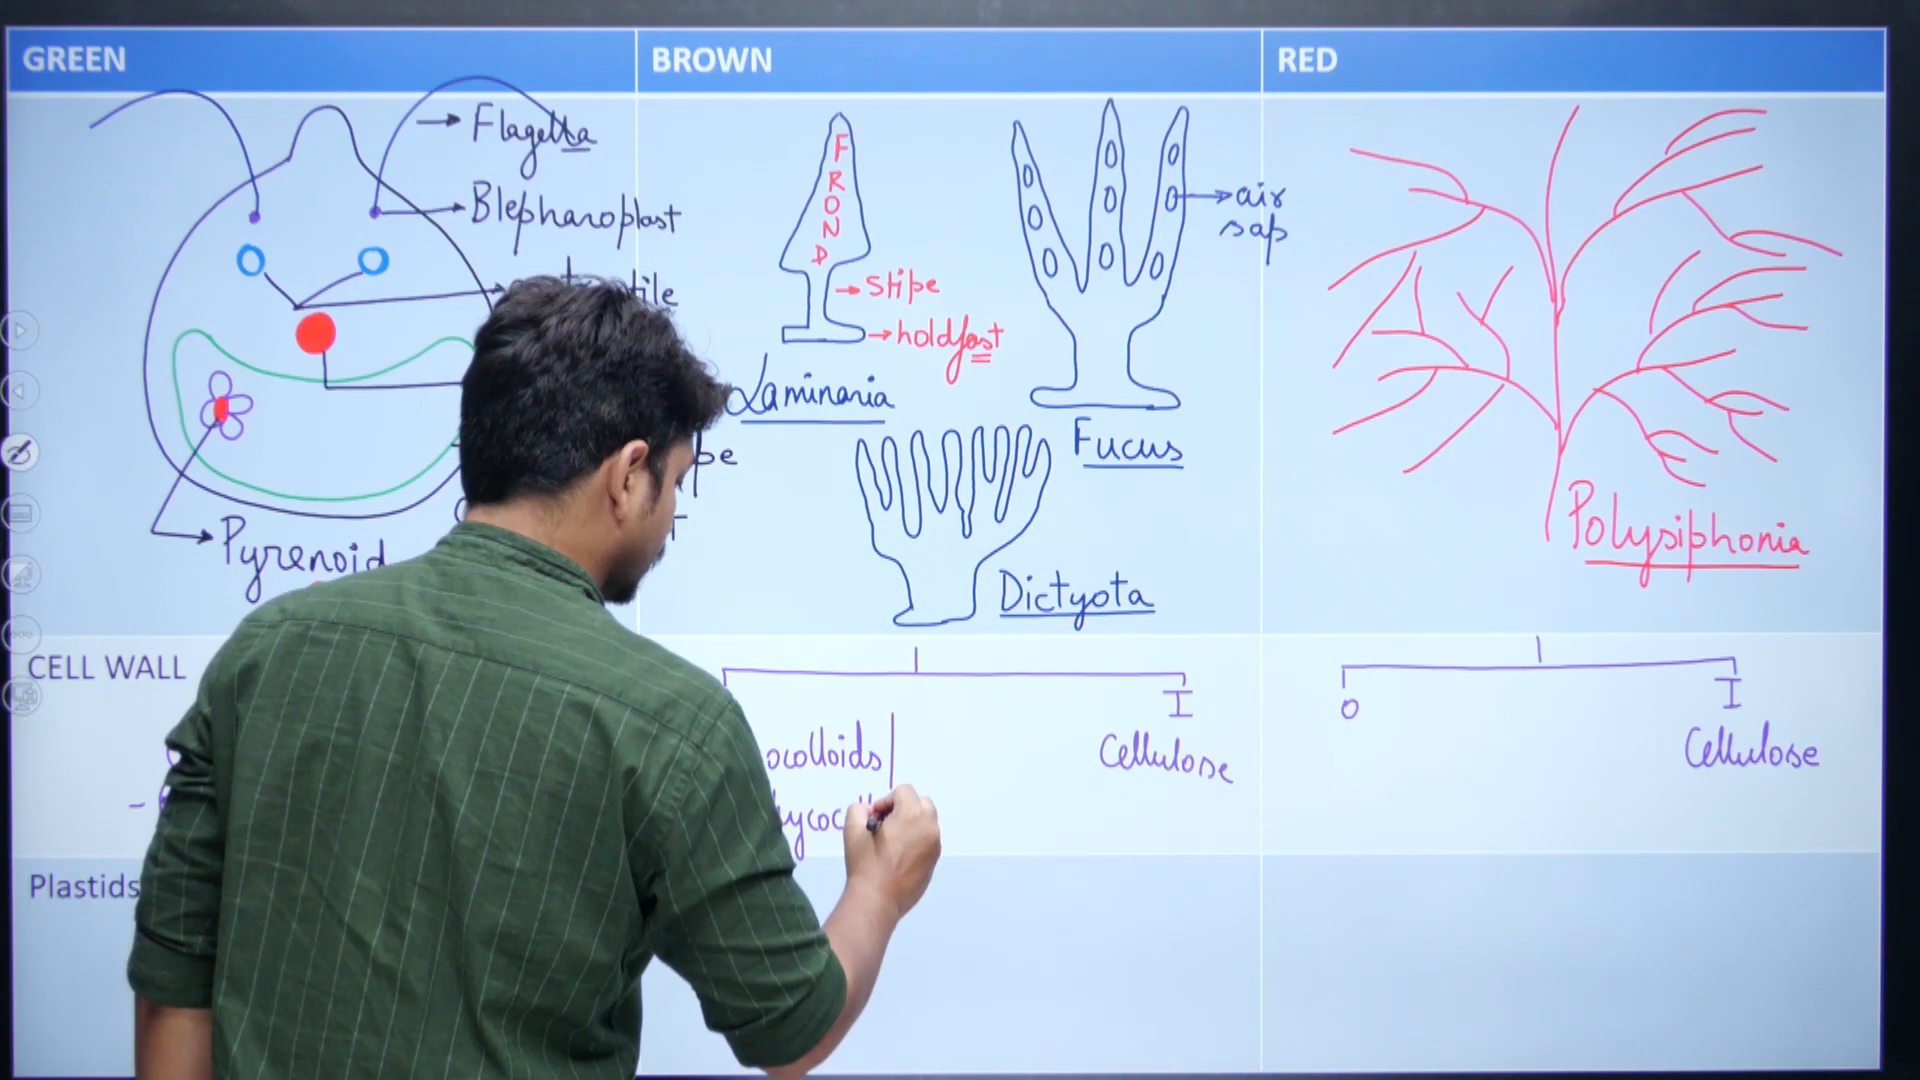 GREEN
BROWN
RED
Flagella
Blepharoplast
Pyrenoid
F
R
O
N
D
stipe
holdfast
Laminaria
air
sap
Fucus
Dictyota
Polysiphonia
CELL WALL
I
Cellulose
O
I
Cellulose
Plastids